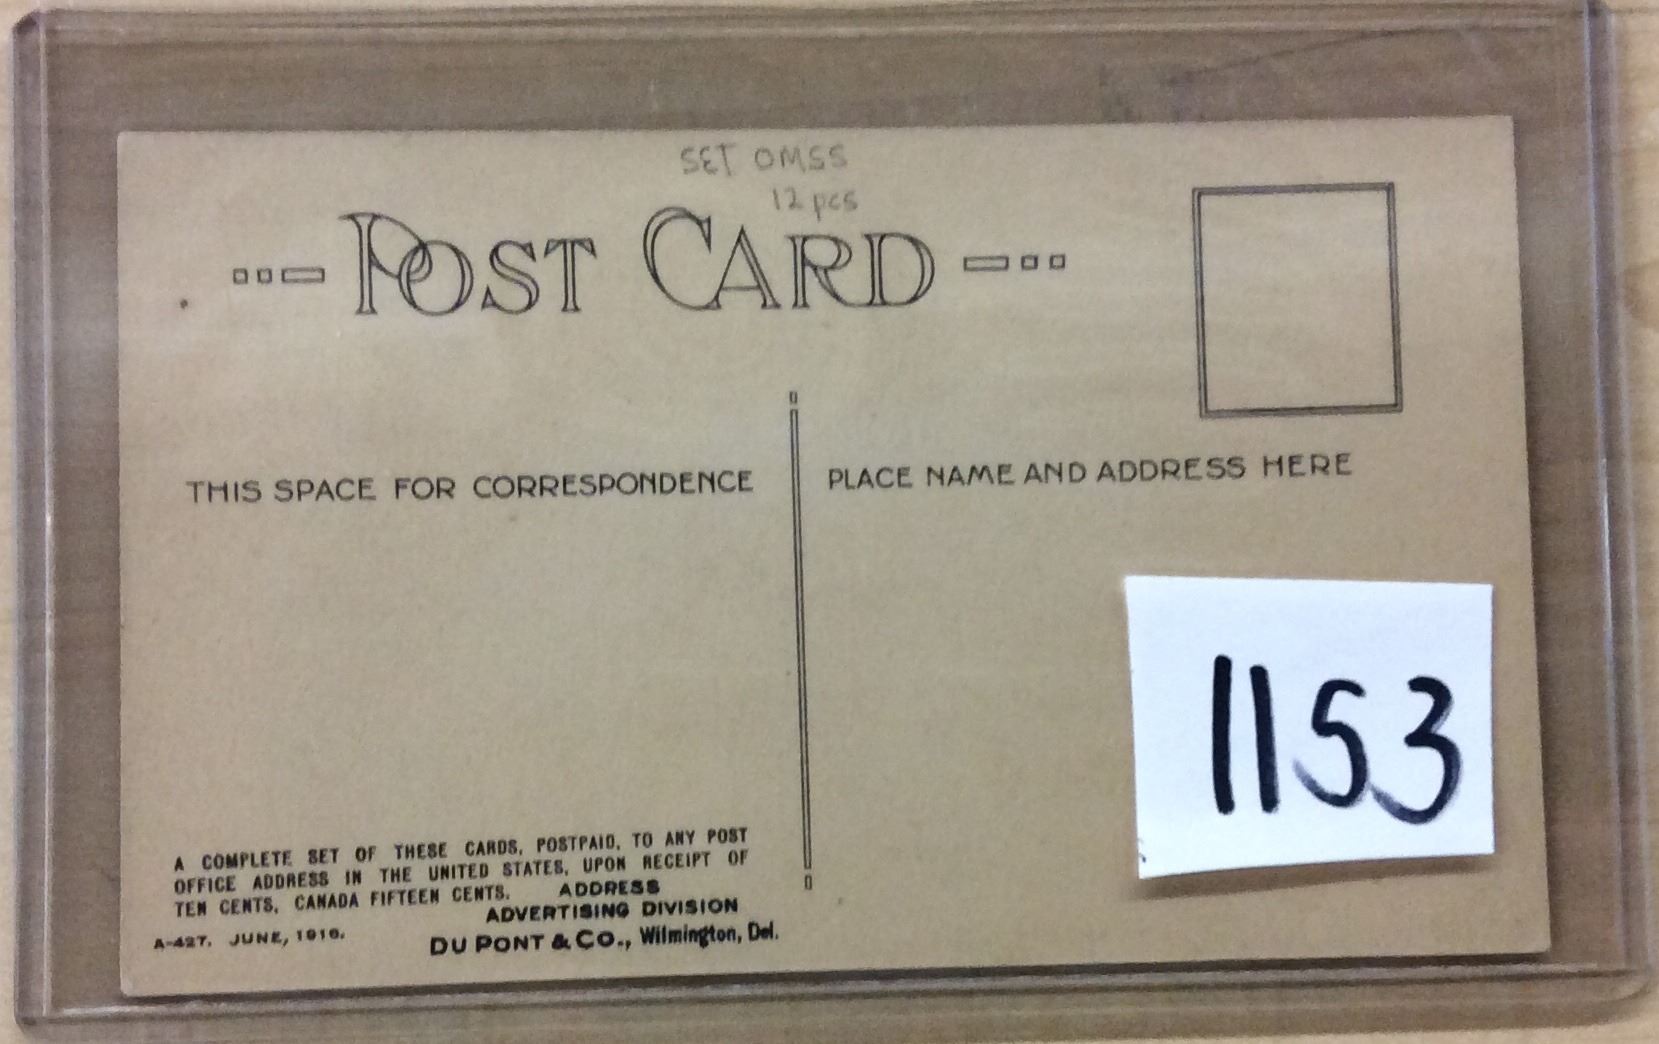 SET OMSS
12 pcs
POST CARD
THIS SPACE FOR CORRESPONDENCE
PLACE NAME AND ADDRESS HERE
1153
A COMPLETE SET OF THESE CARDS, POSTPAID, TO ANY POST
OFFICE ADDRESS IN THE UNITED STATES, UPON RECEIPT OF
TEN CENTS, CANADA FIFTEEN CENTS. ADDRESS
ADVERTISING DIVISION
A-427. JUNE, 1916. DU PONT & CO., Wilmington, Del.